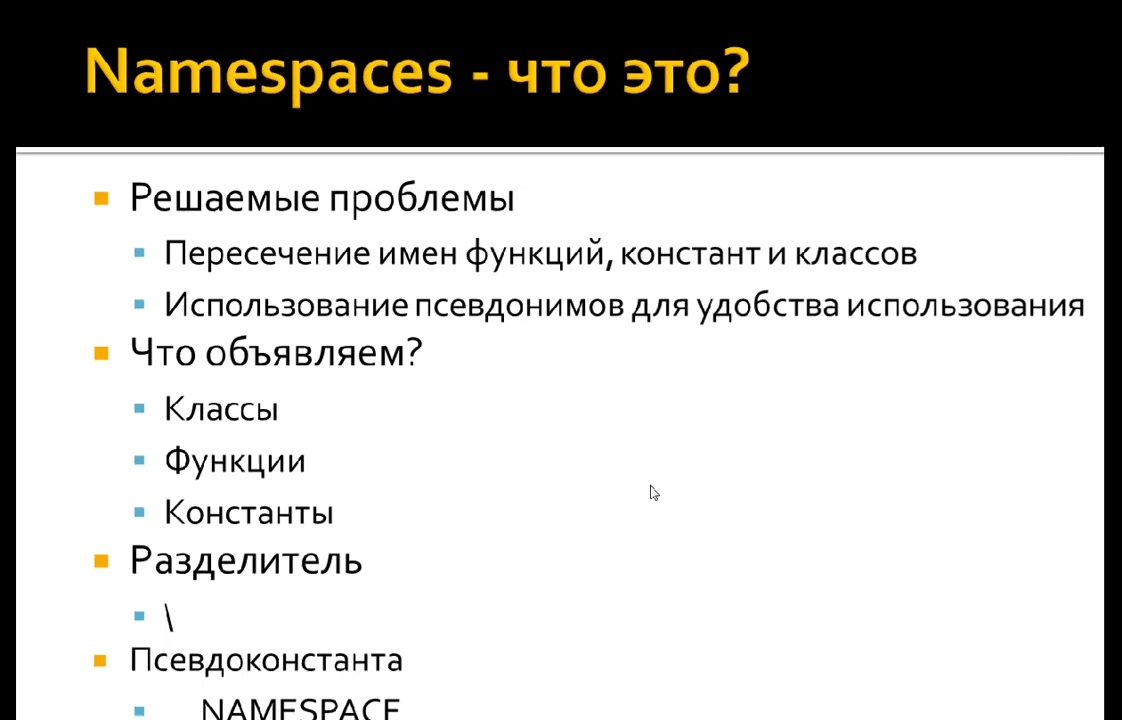 Namespaces - что это?
Решаемые проблемы
Пересечение имен функций, констант и классов
Использование псевдонимов для удобства использования
Что объявляем?
Классы
Функции
Константы
Разделитель
\
Псевдоконстанта
NAMESPACE